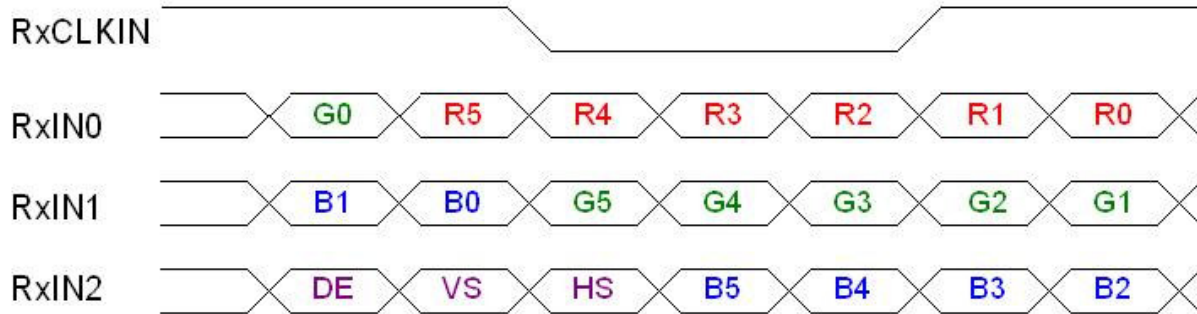 RxCLKIN
RxIN0 G0 R5 R4 R3 R2 R1 R0
RxIN1 B1 B0 G5 G4 G3 G2 G1
RxIN2 DE VS HS B5 B4 B3 B2